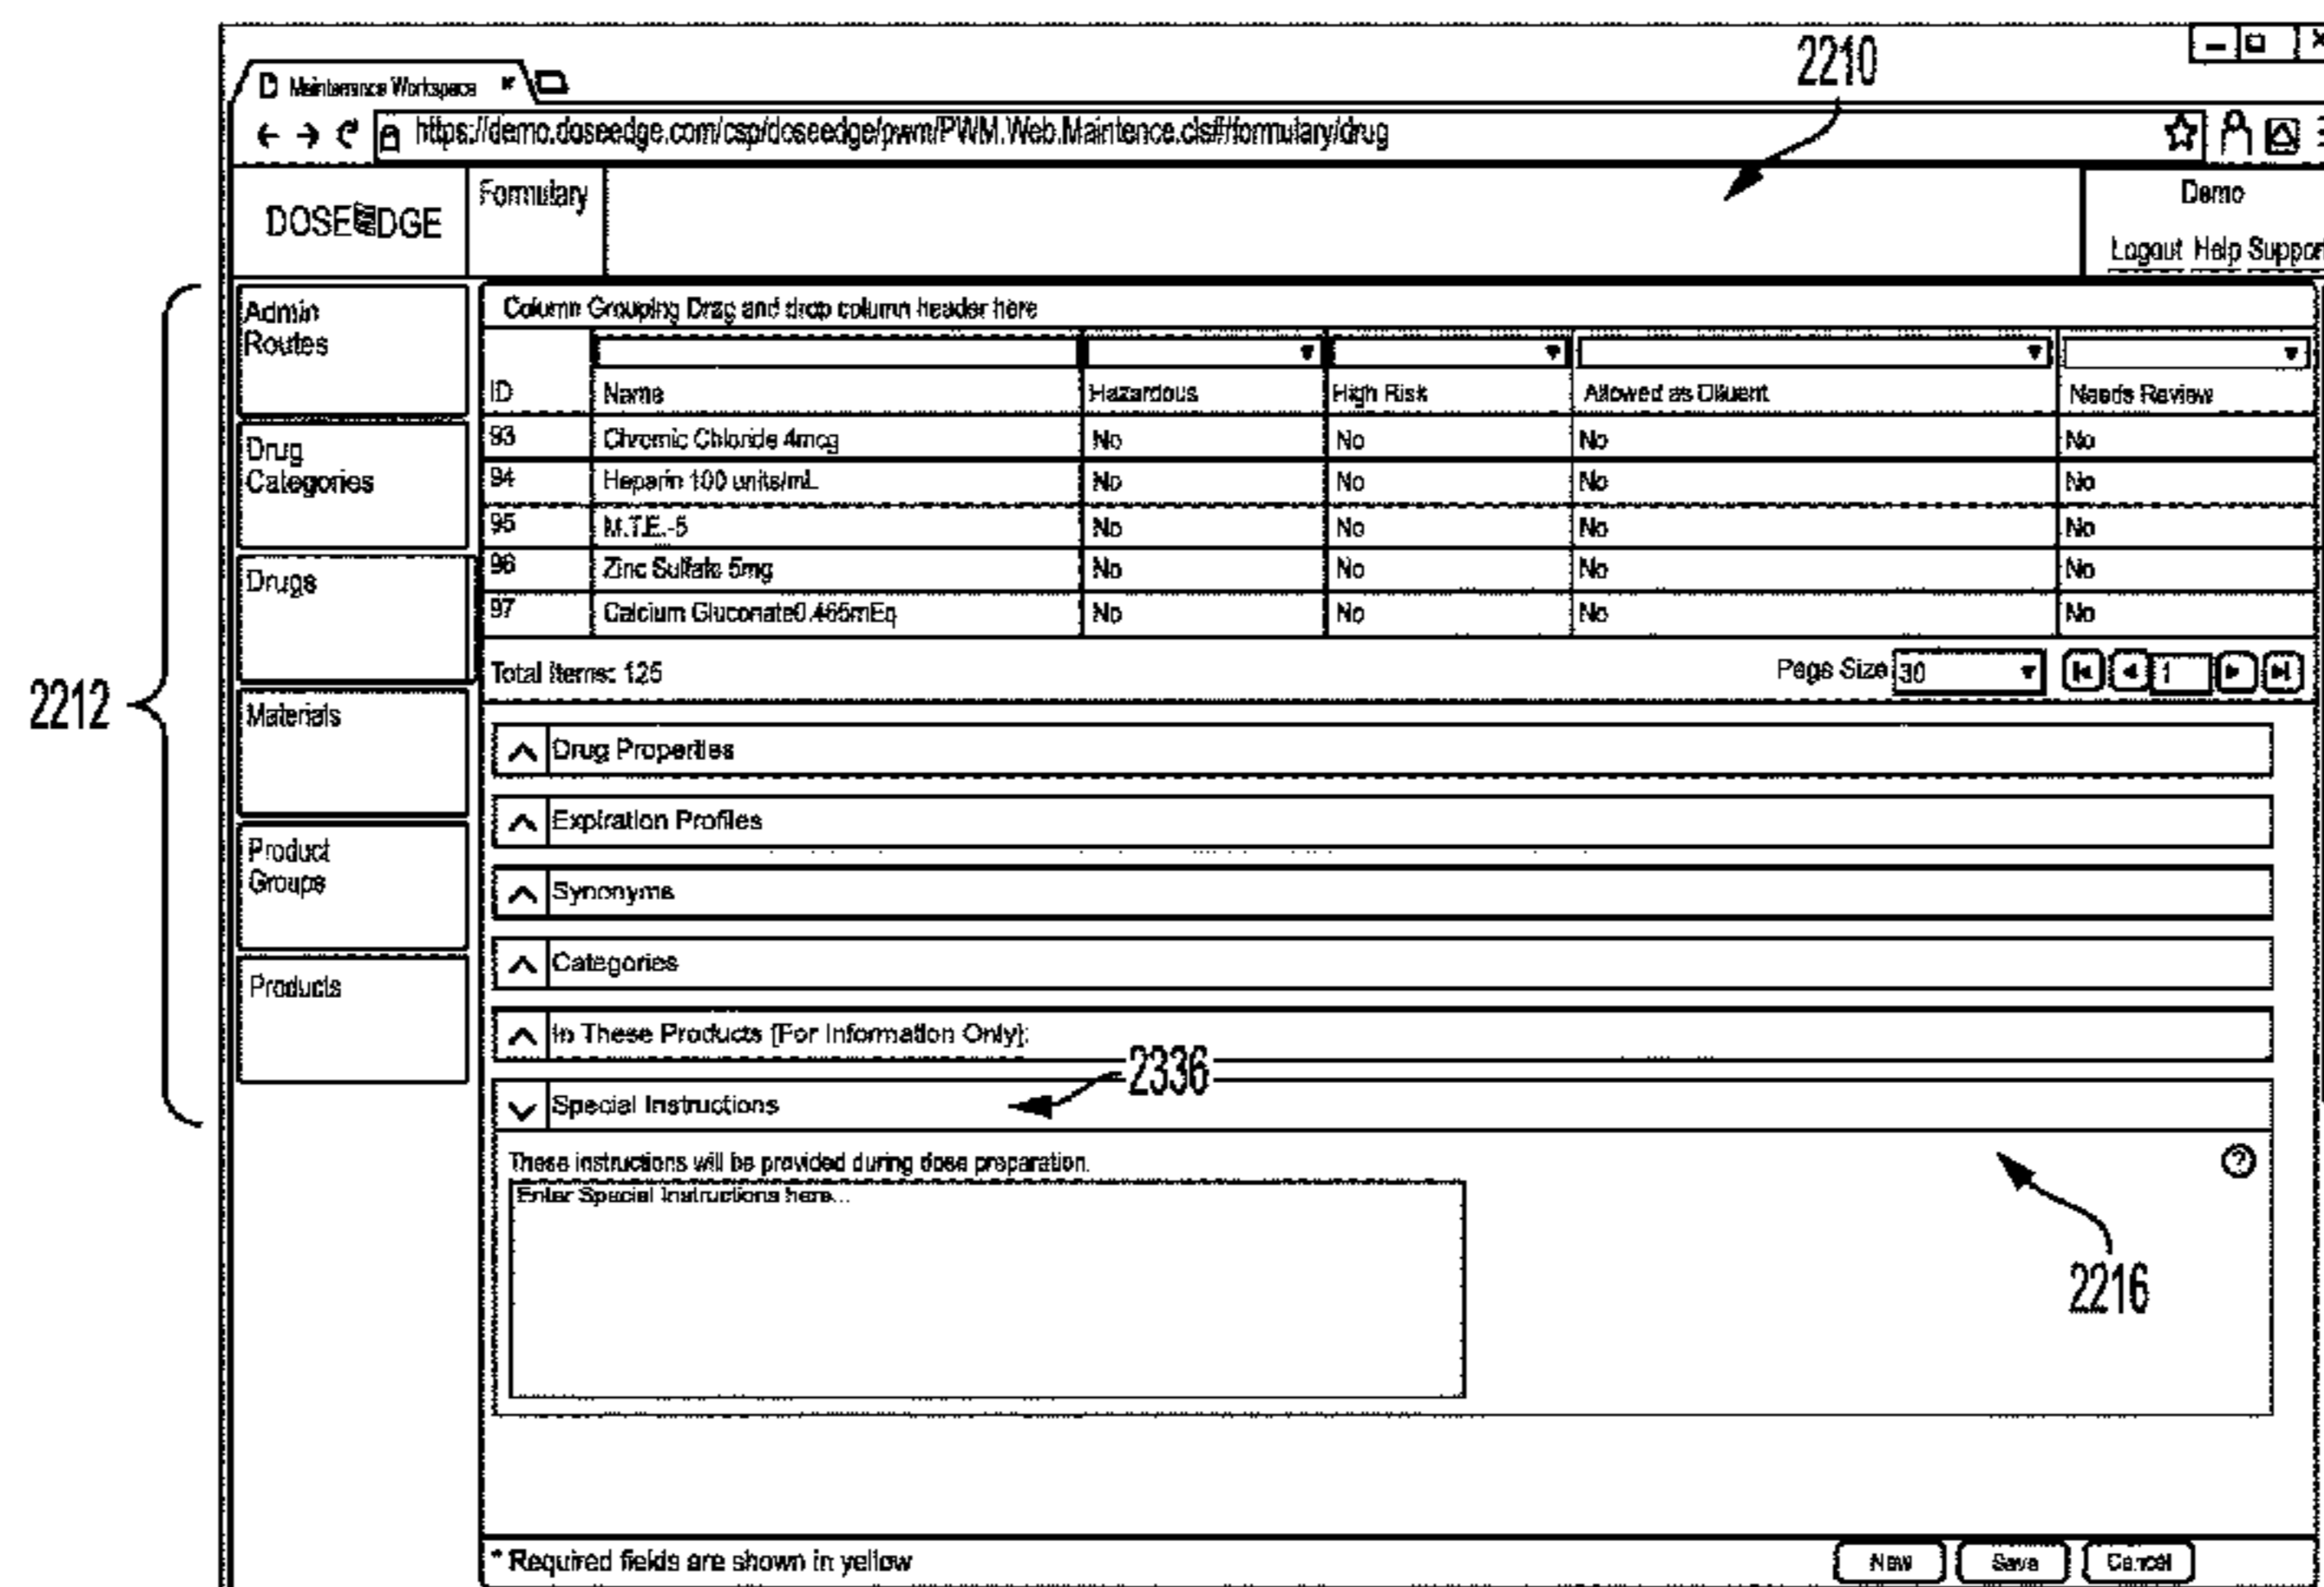 2210
Maintenance Workspace
https://demo.doseedge.com/csp/doseedge/pwm/PWM.Web.Maintence.cls#/formulary/drug
DOSEEDGE
Formulary
Demo
Logout Help Support
2212
Admin
Routes
Drug
Categories
Drugs
Materials
Product
Groups
Products
Column Grouping Drag and drop column header here
ID Name Hazardous High Risk Allowed as Diluent Needs Review
93 Chromic Chloride 4mcg No No No No
94 Heparin 100 units/mL No No No No
95 M.T.E.-5 No No No No
96 Zinc Sulfate 5mg No No No No
97 Calcium Gluconate0.465mEq No No No No
Total Items: 125 Page Size 30 1
Drug Properties
Expiration Profiles
Synonyms
Categories
In These Products [For Information Only]:
2336
Special Instructions
These instructions will be provided during dose preparation.
Enter Special Instructions here...
2216
* Required fields are shown in yellow
New Save Cancel